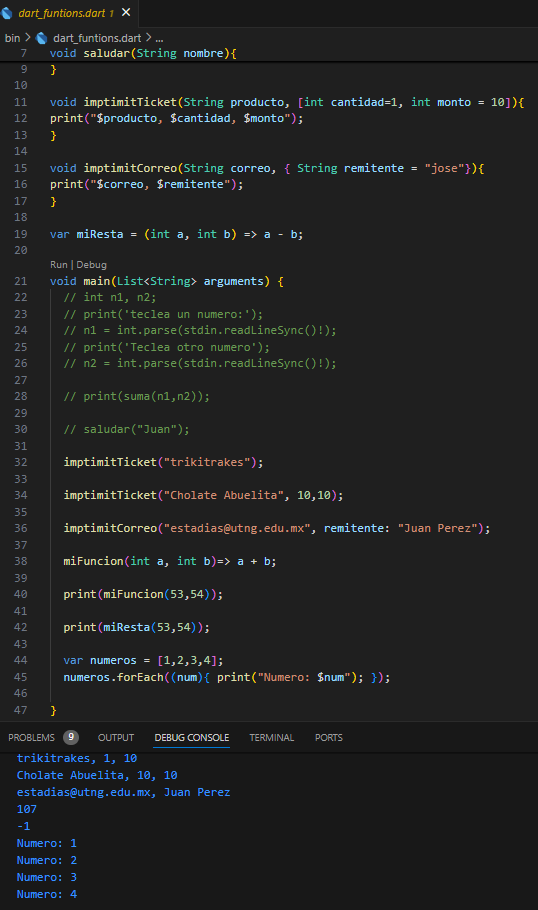 dart_funtions.dart 1
bin > dart_funtions.dart > ...
7 void saludar(String nombre){
9 }
10
11 void imptimitTicket(String producto, [int cantidad=1, int monto = 10]){
12 print("$producto, $cantidad, $monto");
13 }
14
15 void imptimitCorreo(String correo, { String remitente = "jose"}){
16 print("$correo, $remitente");
17 }
18
19 var miResta = (int a, int b) => a - b;
20
Run | Debug
21 void main(List<String> arguments) {
22 // int n1, n2;
23 // print('teclea un numero:');
24 // n1 = int.parse(stdin.readLineSync()!);
25 // print('Teclea otro numero');
26 // n2 = int.parse(stdin.readLineSync()!);
27
28 // print(suma(n1,n2));
29
30 // saludar("Juan");
31
32 imptimitTicket("trikitrakes");
33
34 imptimitTicket("Cholate Abuelita", 10,10);
35
36 imptimitCorreo("estadias@utng.edu.mx", remitente: "Juan Perez");
37
38 miFuncion(int a, int b)=> a + b;
39
40 print(miFuncion(53,54));
41
42 print(miResta(53,54));
43
44 var numeros = [1,2,3,4];
45 numeros.forEach((num){ print("Numero: $num"); });
46
47 }
PROBLEMS 9 OUTPUT DEBUG CONSOLE TERMINAL PORTS
trikitrakes, 1, 10
Cholate Abuelita, 10, 10
estadias@utng.edu.mx, Juan Perez
107
-1
Numero: 1
Numero: 2
Numero: 3
Numero: 4